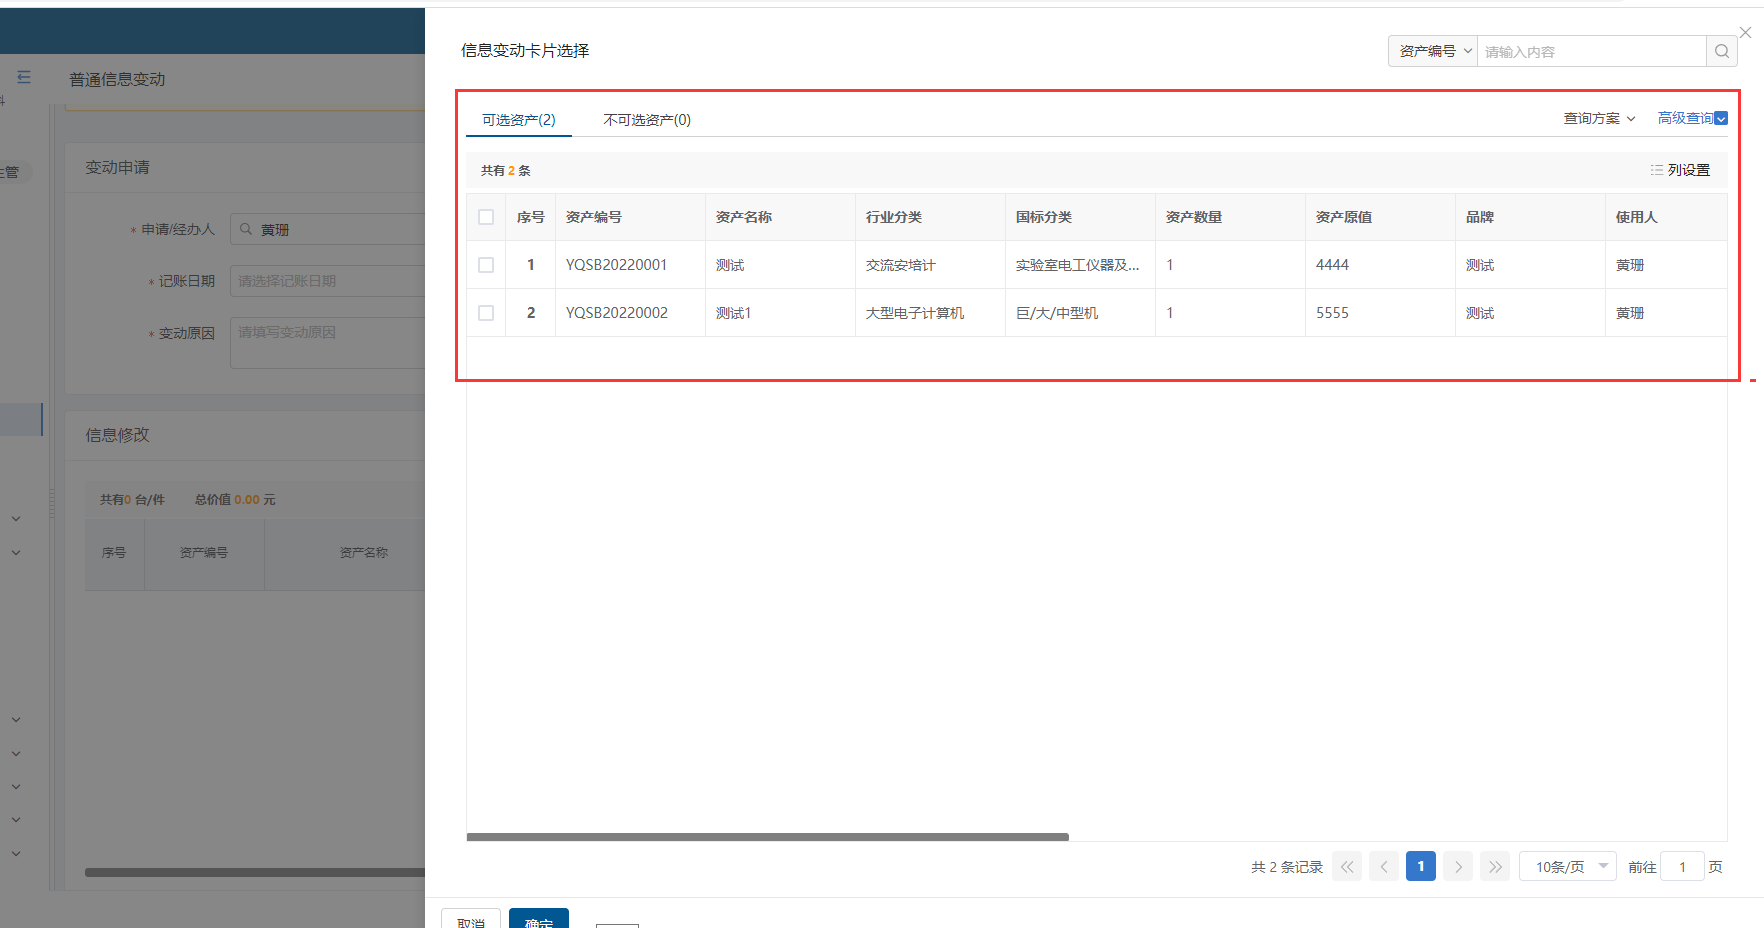 普通信息变动
主管
变动申请
* 申请/经办人 黄珊
* 记账日期 请选择记账日期
* 变动原因 请填写变动原因
信息修改
共有0 台/件 总价值 0.00 元
序号 资产编号 资产名称
信息变动卡片选择
资产编号 请输入内容
可选资产(2) 不可选资产(0) 查询方案 高级查询
共有 2 条 列设置
序号 资产编号 资产名称 行业分类 国标分类 资产数量 资产原值 品牌 使用人
1 YQSB20220001 测试 交流安培计 实验室电工仪器及... 1 4444 测试 黄珊
2 YQSB20220002 测试1 大型电子计算机 巨/大/中型机 1 5555 测试 黄珊
共 2 条记录 1 10条/页 前往 1 页
取消 确定